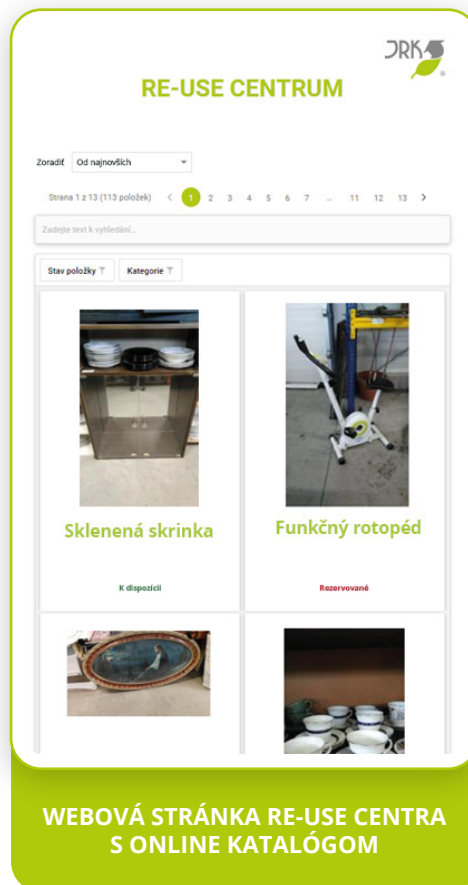 JRK
®
RE-USE CENTRUM
Zoradiť Od najnovších
Strana 1 z 13 (113 položek) < 1 2 3 4 5 6 7 … 11 12 13 >
Zadejte text k vyhledání...
Stav položky Kategorie
Sklenená skrinka
K dispozícii
Funkčný rotopéd
Rezervované
WEBOVÁ STRÁNKA RE-USE CENTRA
S ONLINE KATALÓGOM